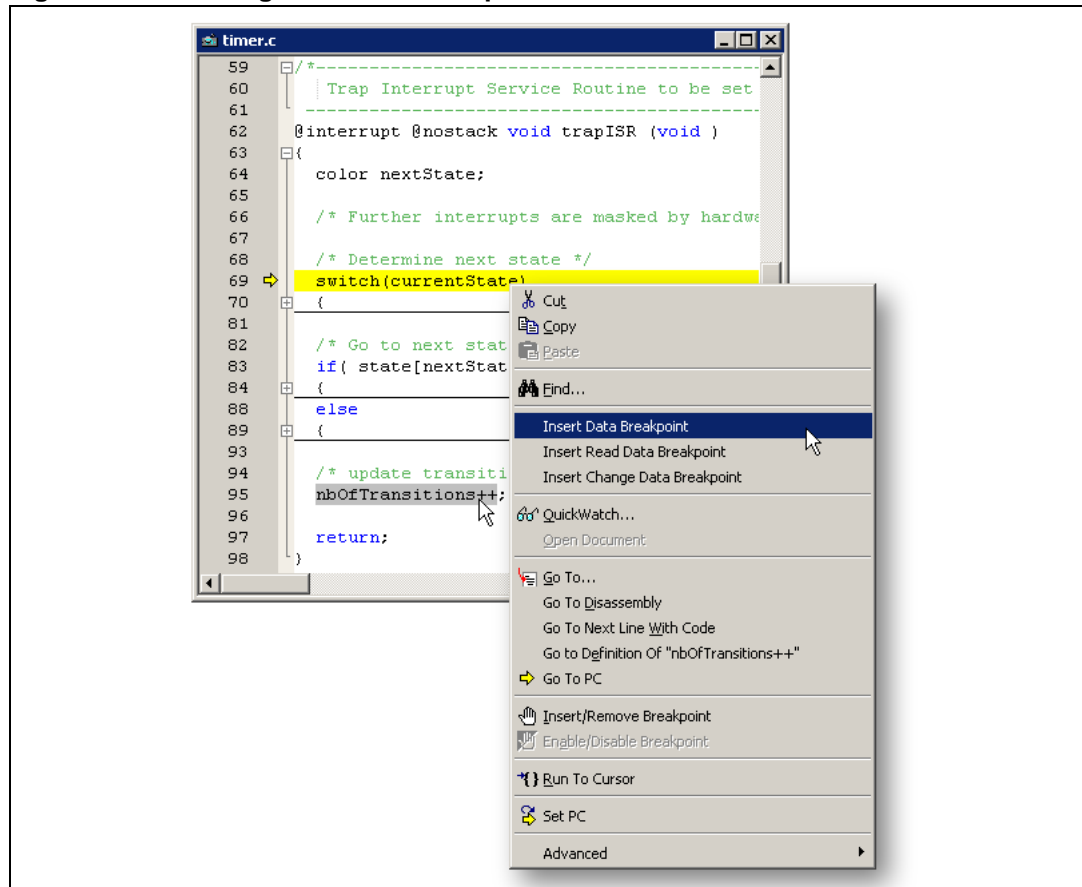 timer.c
59 /*-----------------------------------------
60 Trap Interrupt Service Routine to be set
61 ------------------------------------------
62 @interrupt @nostack void trapISR (void )
63 {
64 color nextState;
65
66 /* Further interrupts are masked by hardwa
67
68 /* Determine next state */
69 switch(currentState)
70 {
81
82 /* Go to next stat
83 if( state[nextStat
84 {
88 else
89 {
93
94 /* update transiti
95 nbOfTransitions++;
96
97 return;
98 }
Cut
Copy
Paste
Find...
Insert Data Breakpoint
Insert Read Data Breakpoint
Insert Change Data Breakpoint
QuickWatch...
Open Document
Go To...
Go To Disassembly
Go To Next Line With Code
Go to Definition Of "nbOfTransitions++"
Go To PC
Insert/Remove Breakpoint
Enable/Disable Breakpoint
Run To Cursor
Set PC
Advanced